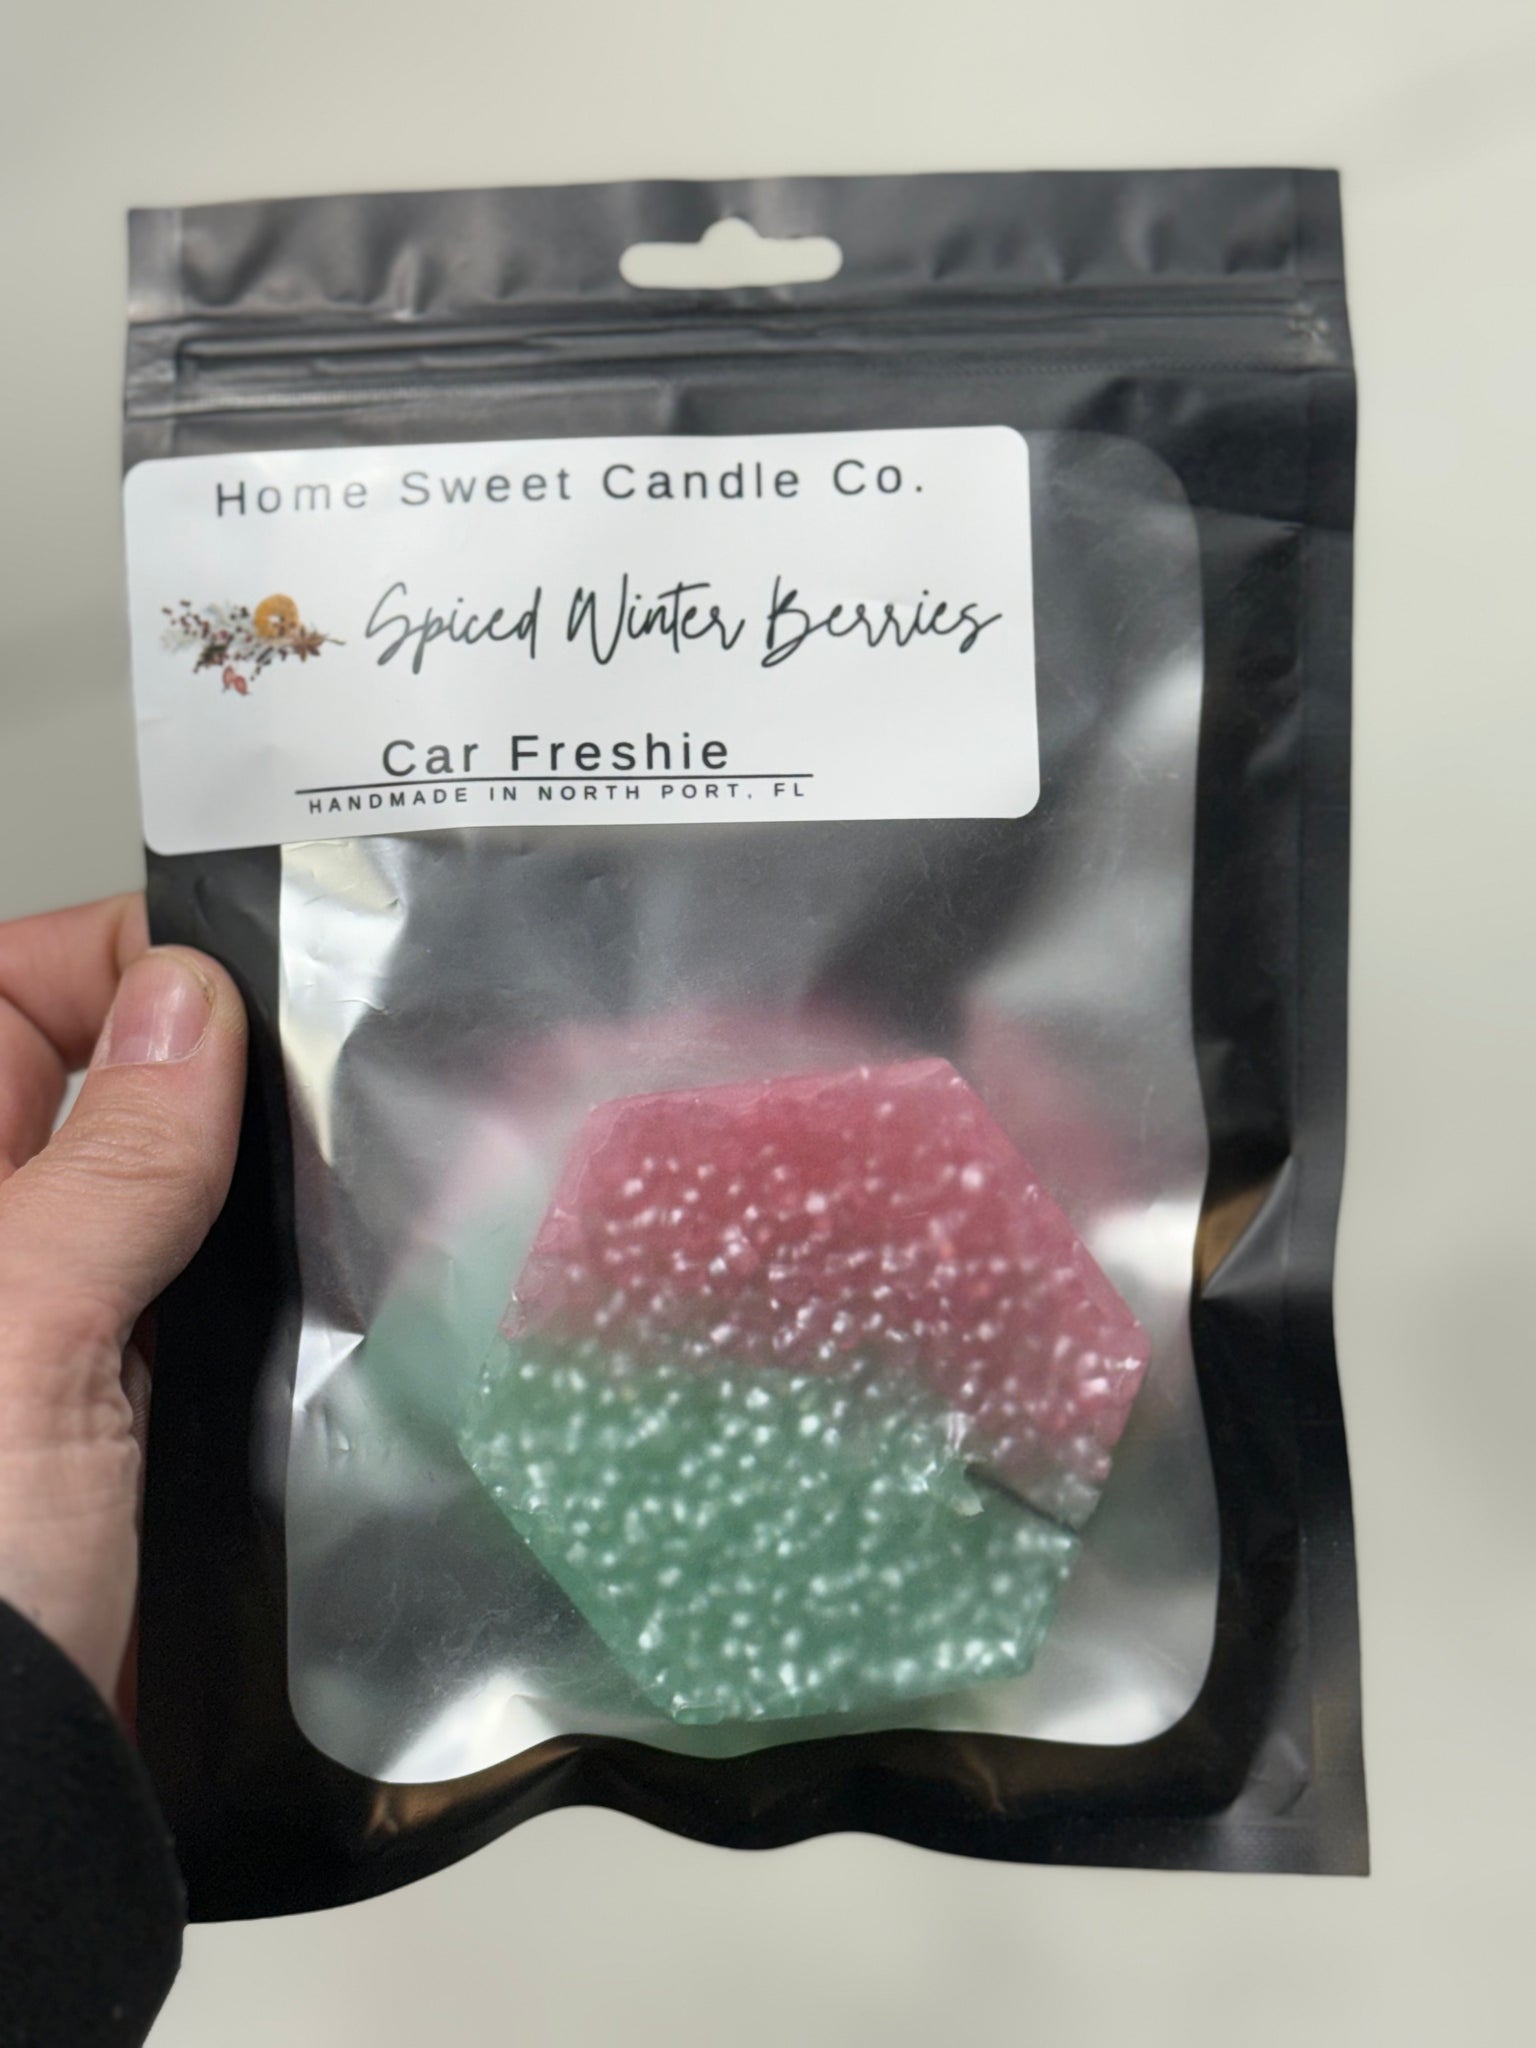 Home Sweet Candle Co.
Spiced Winter Berries
Car Freshie
HANDMADE IN NORTH PORT, FL